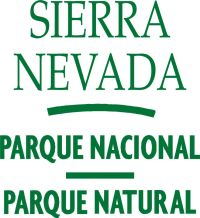 SIERRA
NEVADA
PARQUE NACIONAL
PARQUE NATURAL